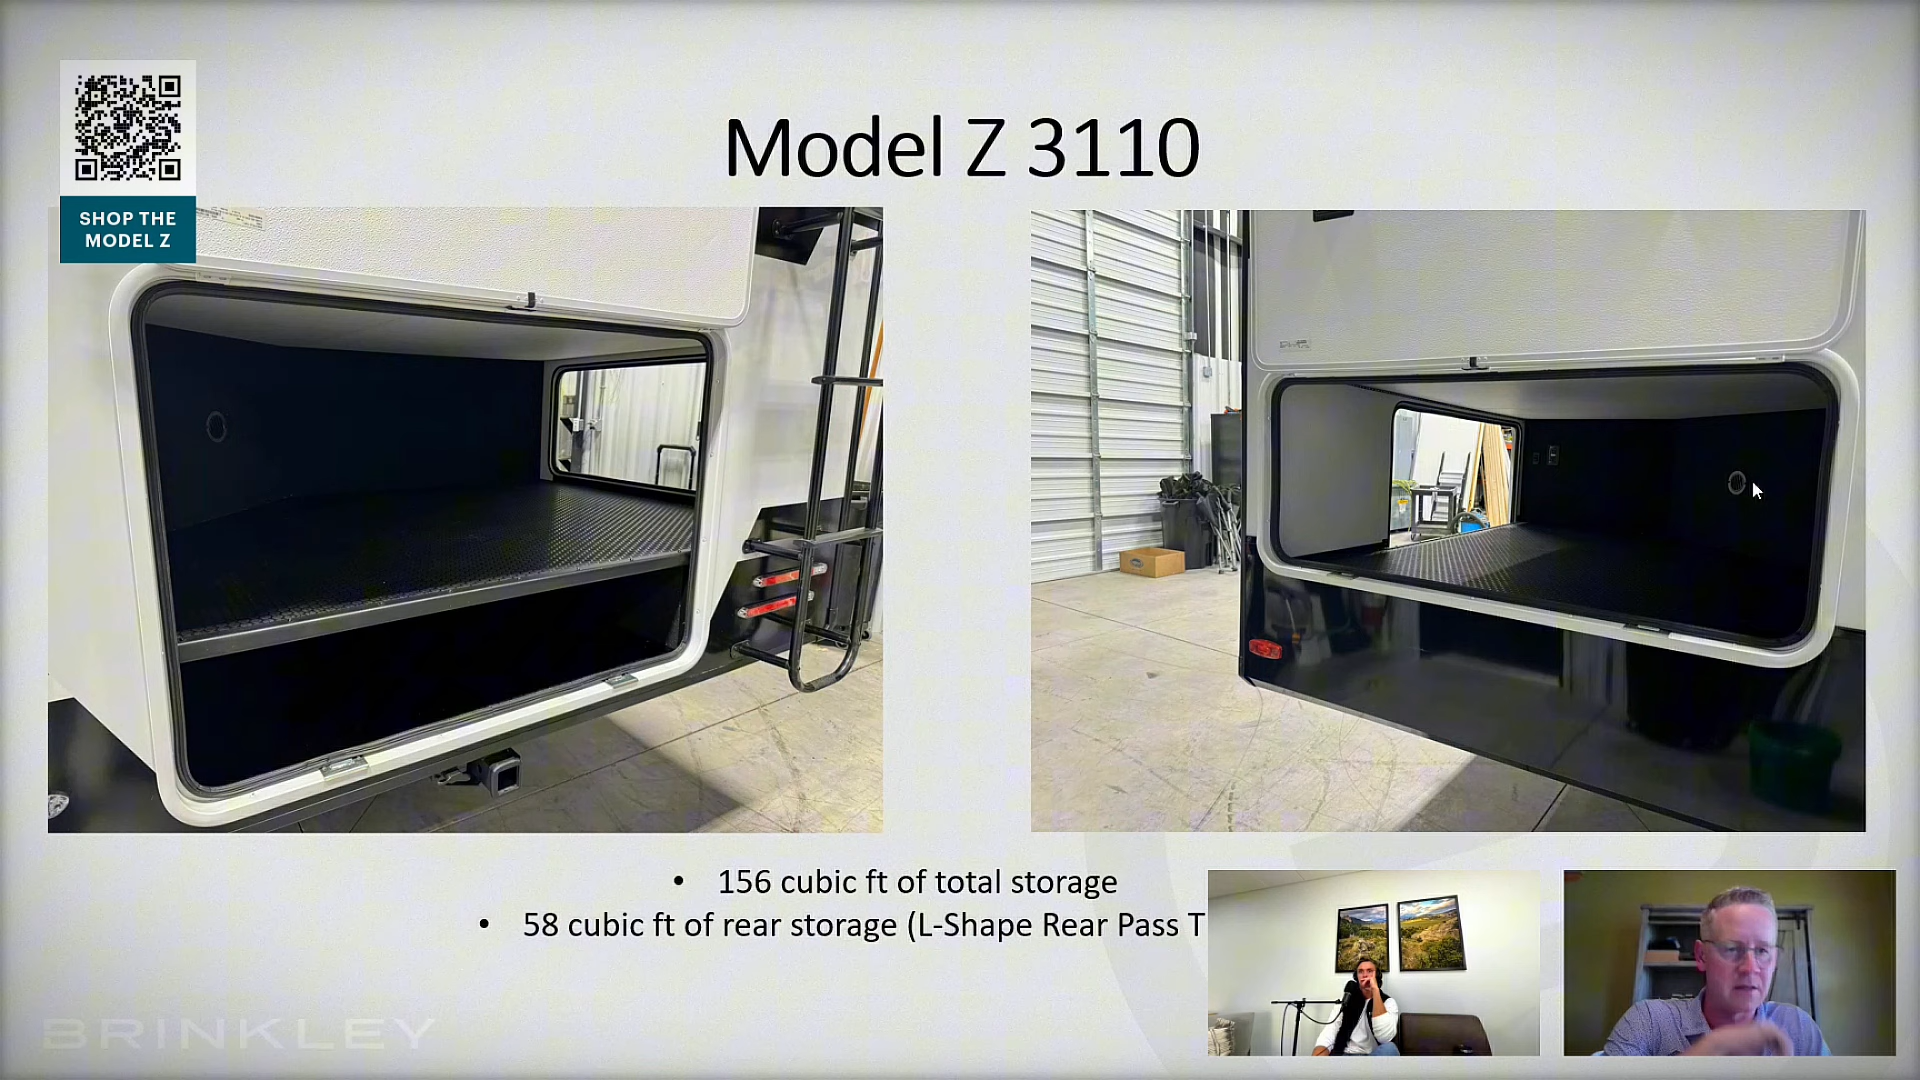 SHOP THE
MODEL Z
Model Z 3110
• 156 cubic ft of total storage
• 58 cubic ft of rear storage (L-Shape Rear Pass T
BRINKLEY